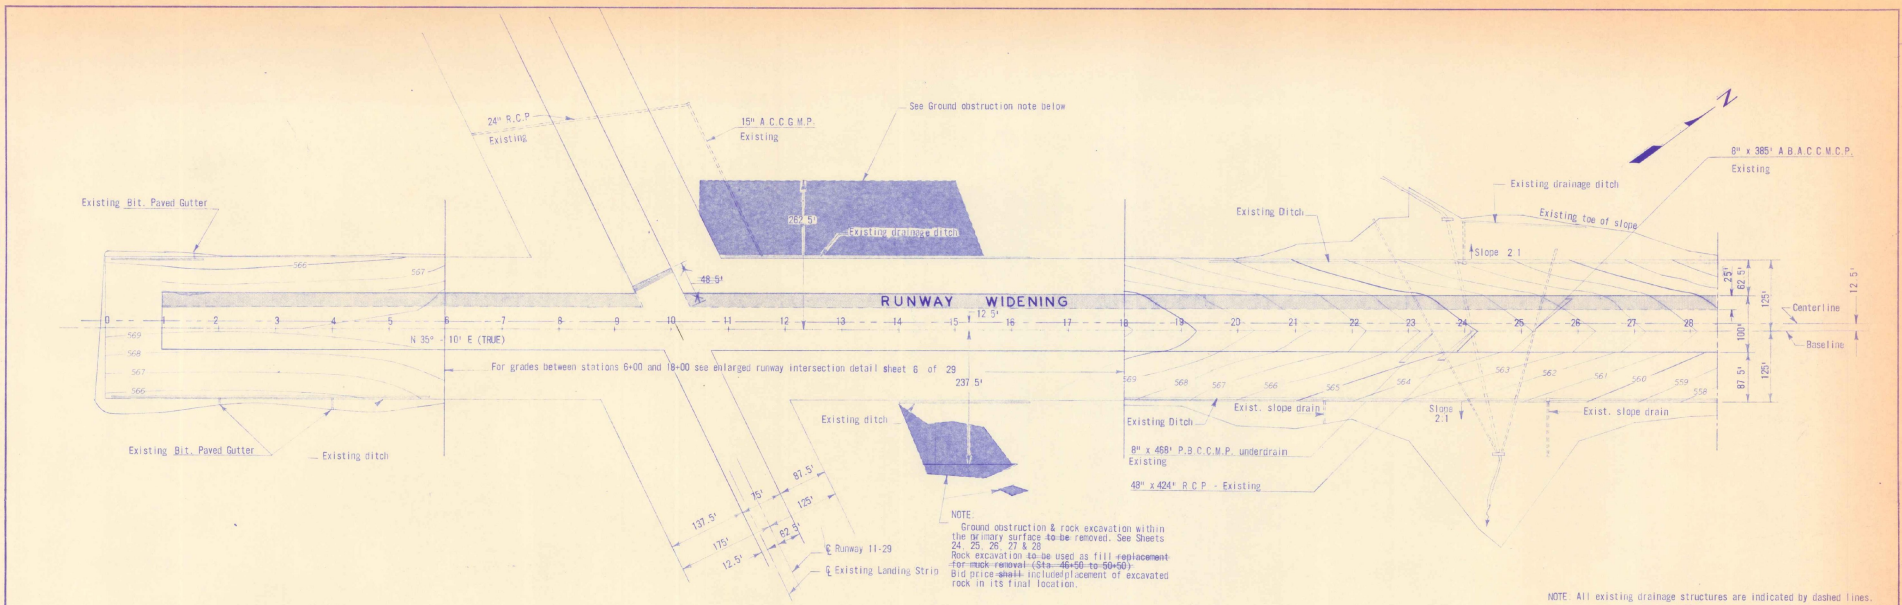 24" R.C.P
Existing
15" A.C.C.G.M.P.
Existing
See Ground obstruction note below
N
6" x 385' A.B.A.C.C.M.C.P.
Existing
Existing drainage ditch
Existing Bit. Paved Gutter
Existing Ditch
Existing toe of slope
262.5'
Existing drainage ditch
Slope 2:1
566
567
48.5'
25'
62.5'
125'
12.5'
RUNWAY WIDENING
12.5'
Centerline
0 1 2 3 4 5 6 7 8 9 10 11 12 13 14 15 16 17 18 19 20 21 22 23 24 25 26 27 28
100'
Baseline
N 35° - 10' E (TRUE)
569
568
567
566
For grades between stations 6+00 and 18+00 see enlarged runway intersection detail sheet 6 of 29
237.5'
569 568 567 566 565 564 563 562 561 560 559 558
87.5'
125'
Existing ditch
Existing Ditch
Exist. slope drain
Slope
2:1
Exist. slope drain
Existing Bit. Paved Gutter
Existing ditch
8" x 468' P.B.C.C.M.P. underdrain
Existing
48" x 424' R C P - Existing
87.5'
75'
125'
137.5'
62.5'
175'
12.5'
℄ Runway 11-29
℄ Existing Landing Strip
NOTE:
Ground obstruction & rock excavation within
the primary surface to be removed. See Sheets
24, 25, 26, 27 & 28
Rock excavation to be used as fill replacement
for muck removal (Sta. 46+50 to 50+50)
Bid price shall include placement of excavated
rock in its final location.
NOTE: All existing drainage structures are indicated by dashed lines.